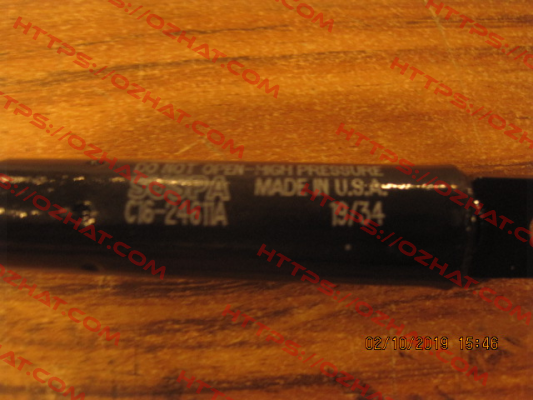 DO NOT OPEN-HIGH PRESSURE
SUSPA MADE IN U.S.A.
C16-24611A 19/34
02/10/2019 15:46
HTTPS://OZHAT.COM